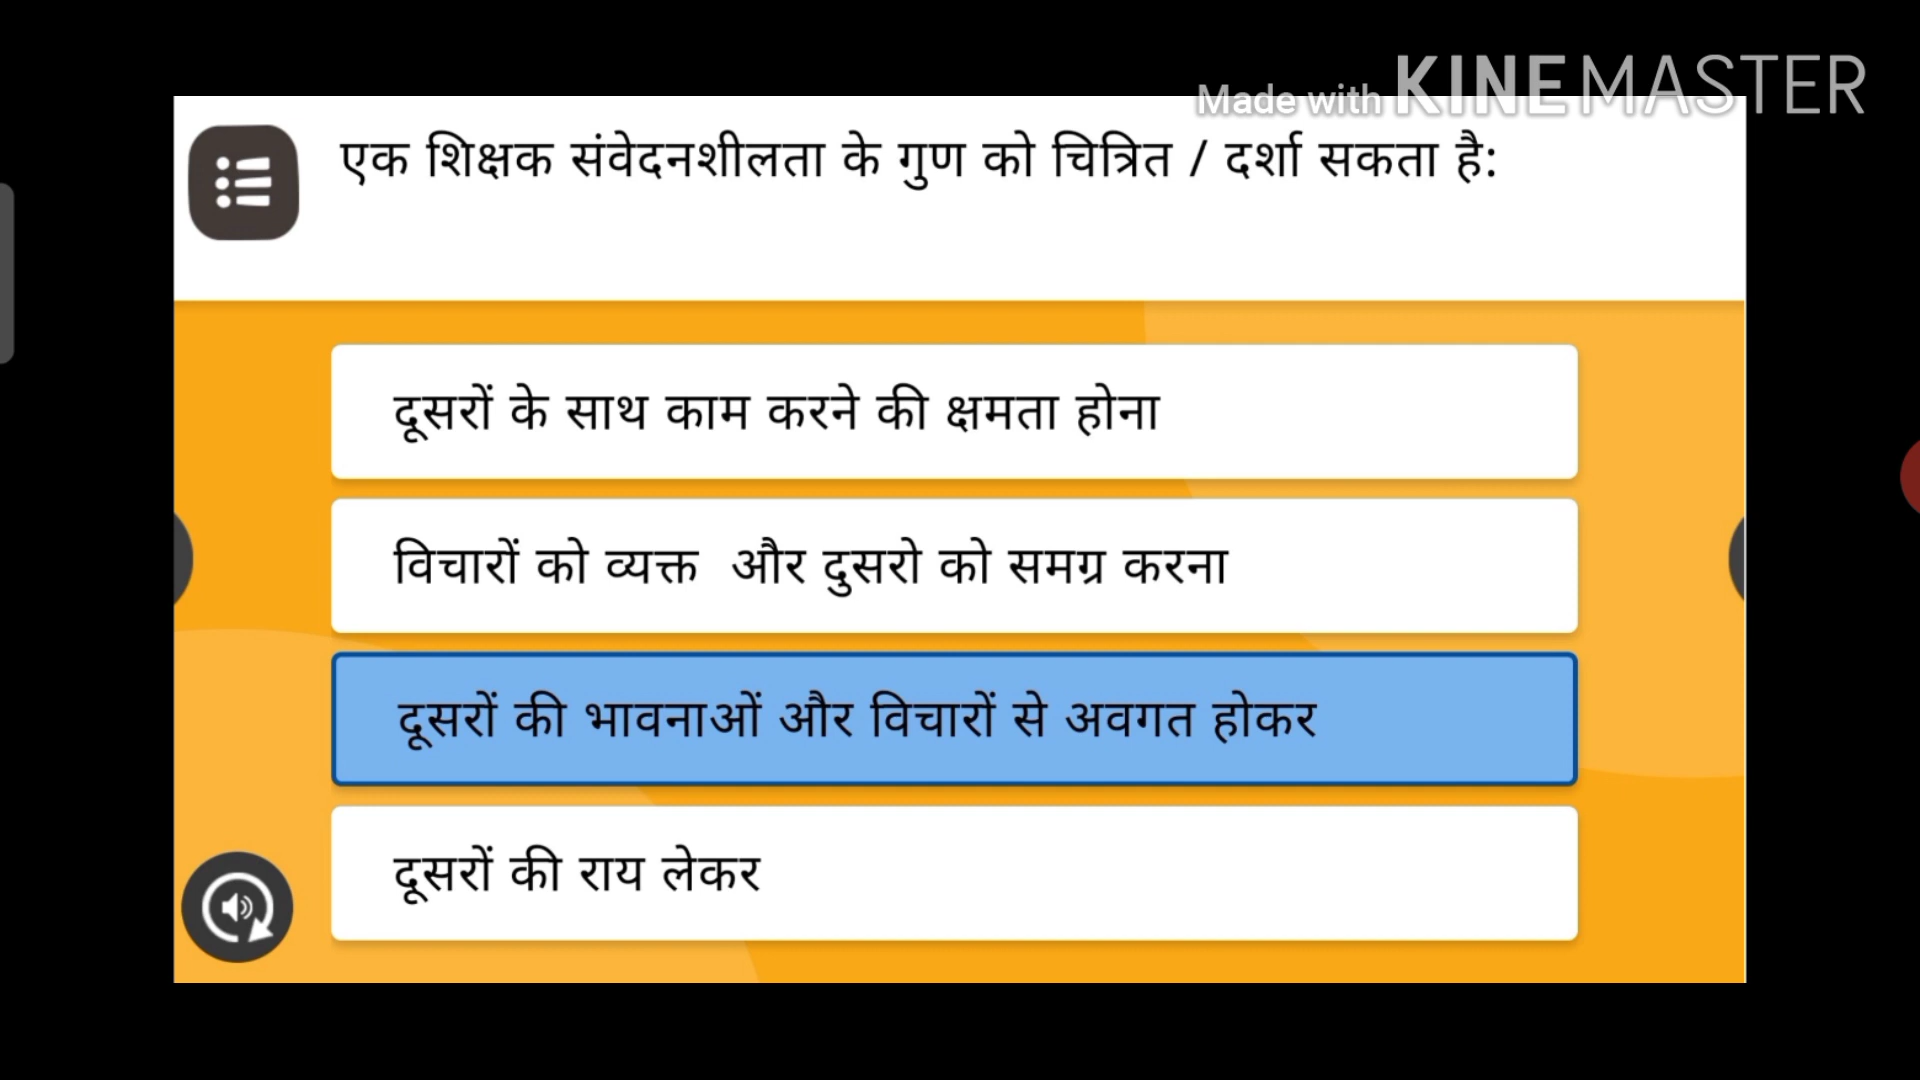 Made with KINEMASTER
एक शिक्षक संवेदनशीलता के गुण को चित्रित / दर्शा सकता है:
दूसरों के साथ काम करने की क्षमता होना
विचारों को व्यक्त  और दुसरो को समग्र करना
दूसरों की भावनाओं और विचारों से अवगत होकर
दूसरों की राय लेकर